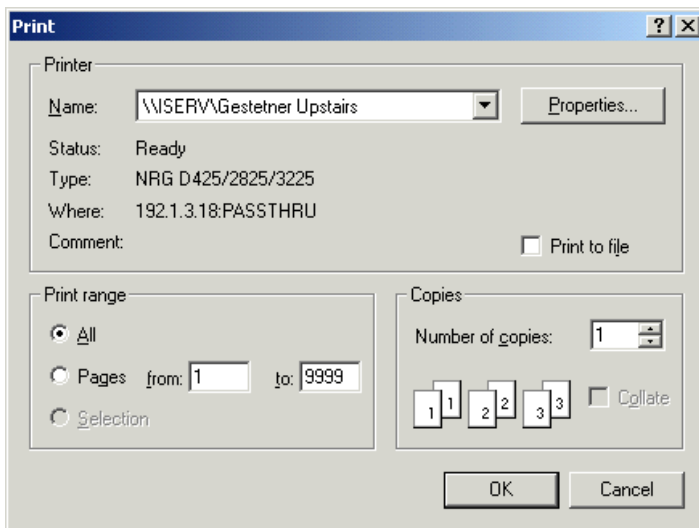 Print
Printer
Name: \\ISERV\Gestetner Upstairs Properties...
Status: Ready
Type: NRG D425/2825/3225
Where: 192.1.3.18:PASSTHRU
Comment: Print to file
Print range
All
Pages from: 1 to: 9999
Selection
Copies
Number of copies: 1
1 1 2 2 3 3 Collate
OK Cancel